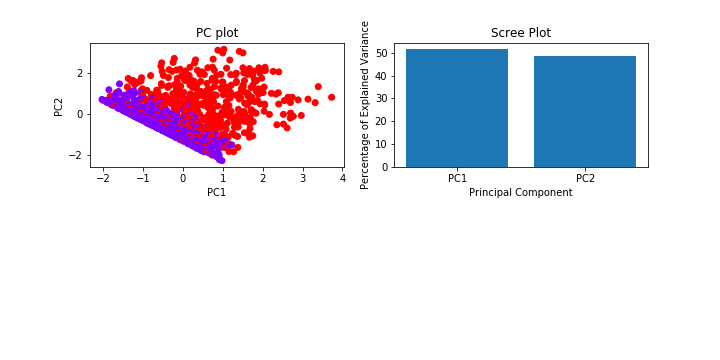 PC plot
PC2
2
0
−2
−2
−1
0
1
2
3
4
PC1
Scree Plot
Percentage of Explained Variance
50
40
30
20
10
0
PC1
PC2
Principal Component